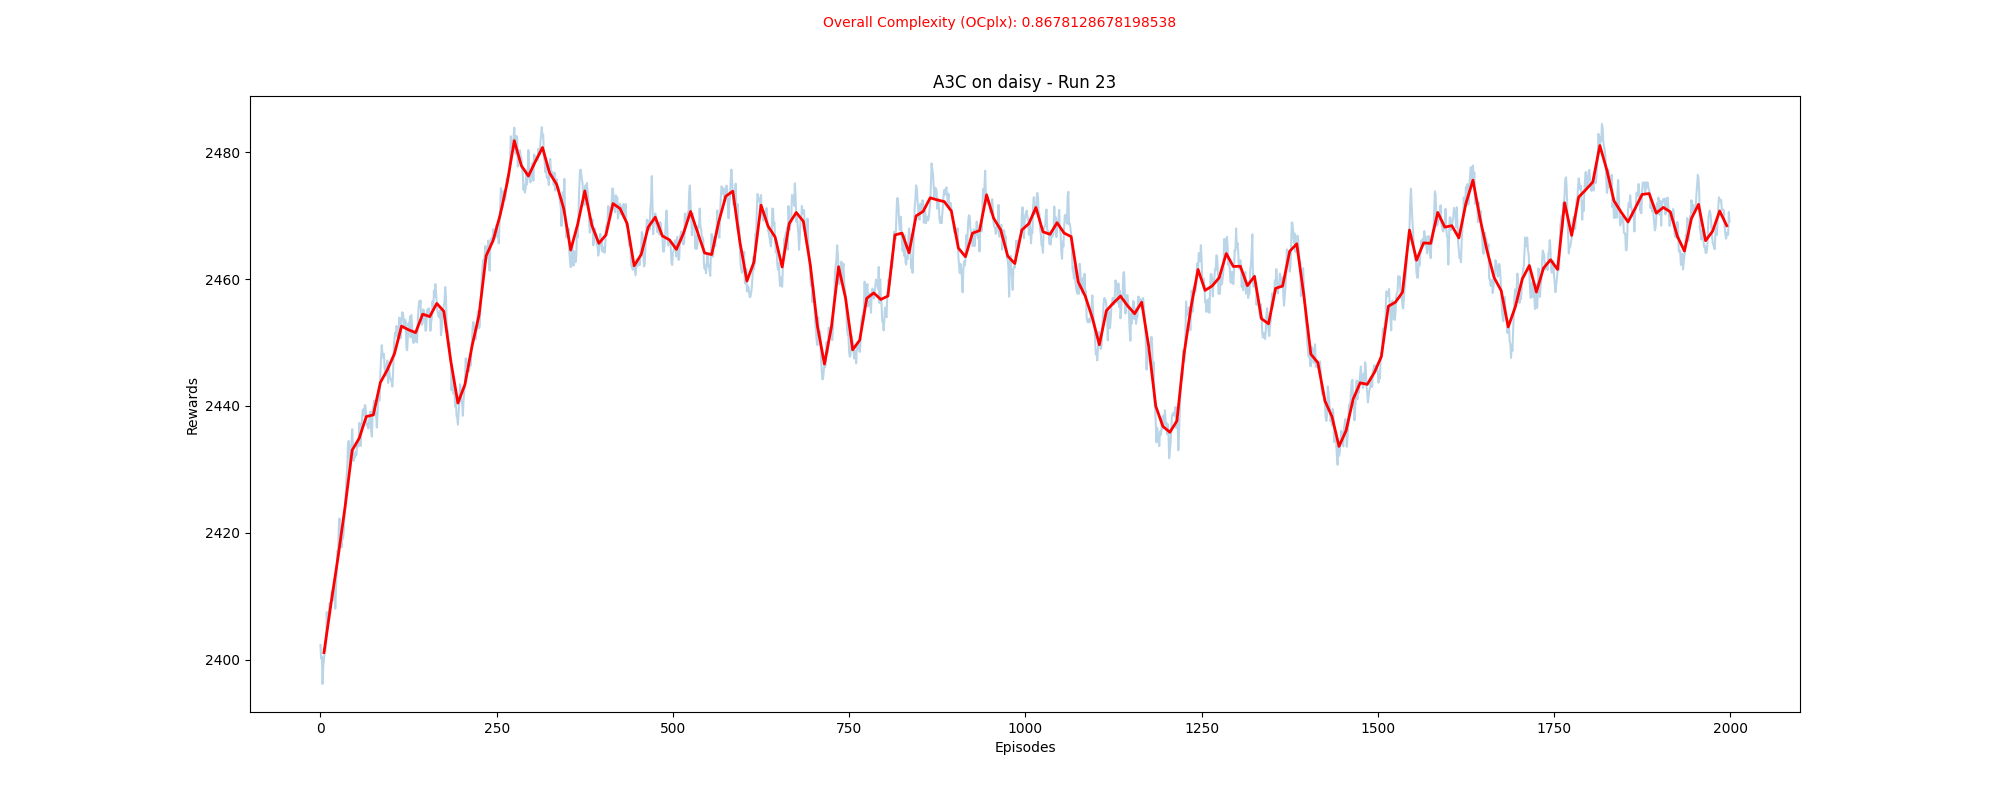 Overall Complexity (OCplx): 0.8678128678198538
A3C on daisy - Run 23
2480
2460
2440
2420
2400
Rewards
0 250 500 750 1000 1250 1500 1750 2000
Episodes